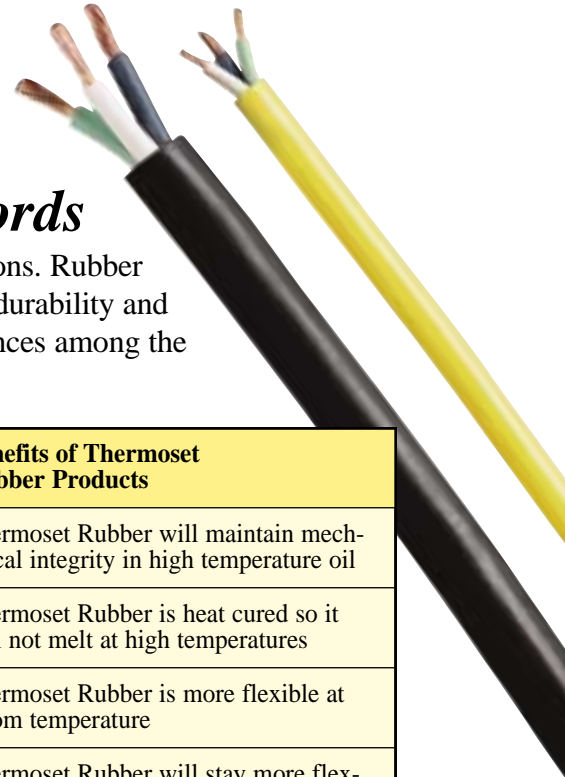 ords
ons. Rubber
durability and
nces among the
nefits of Thermoset
bber Products
ermoset Rubber will maintain mech-
cal integrity in high temperature oil
ermoset Rubber is heat cured so it
not melt at high temperatures
ermoset Rubber is more flexible at
om temperature
ermoset Rubber will stay more flex-